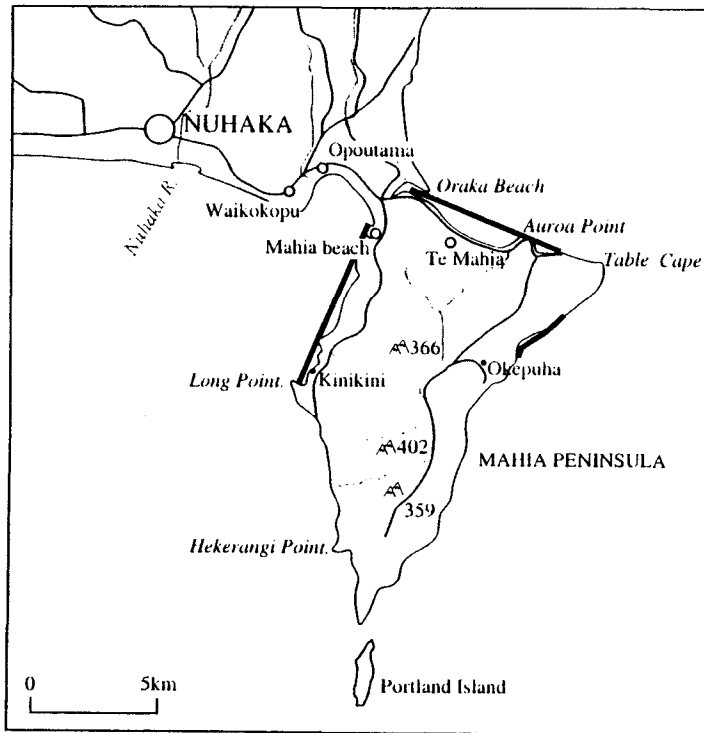 NUHAKA
Opoutama
Oraka Beach
Waikokopu
Nuhaka R.
Auroa Point
Mahia beach
Te Mahia
Table Cape
366
Okepuha
Long Point.
Kinikini
402
MAHIA PENINSULA
359
Hekerangi Point.
0 5km
Portland Island